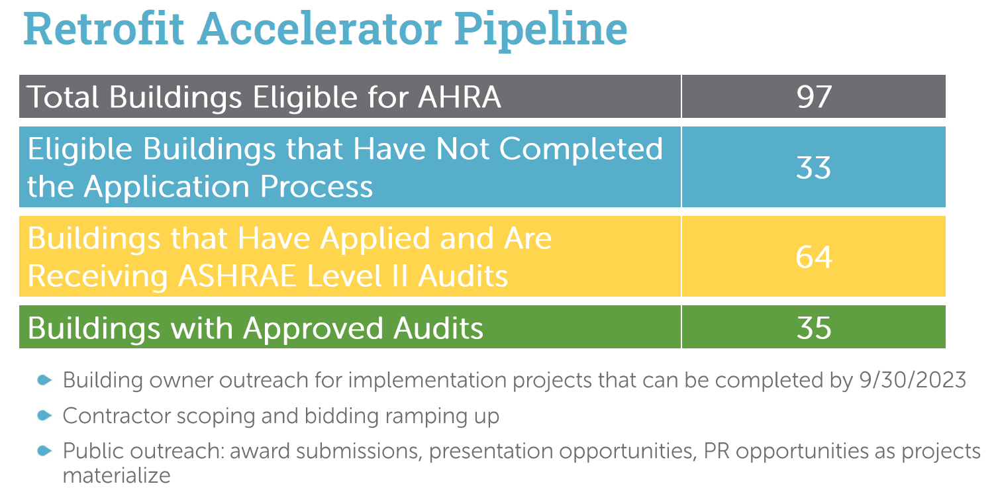 Retrofit Accelerator Pipeline
Total Buildings Eligible for AHRA
97
Eligible Buildings that Have Not Completed
the Application Process
33
Buildings that Have Applied and Are
Receiving ASHRAE Level II Audits
64
Buildings with Approved Audits
35
Building owner outreach for implementation projects that can be completed by 9/30/2023
Contractor scoping and bidding ramping up
Public outreach: award submissions, presentation opportunities, PR opportunities as projects
materialize